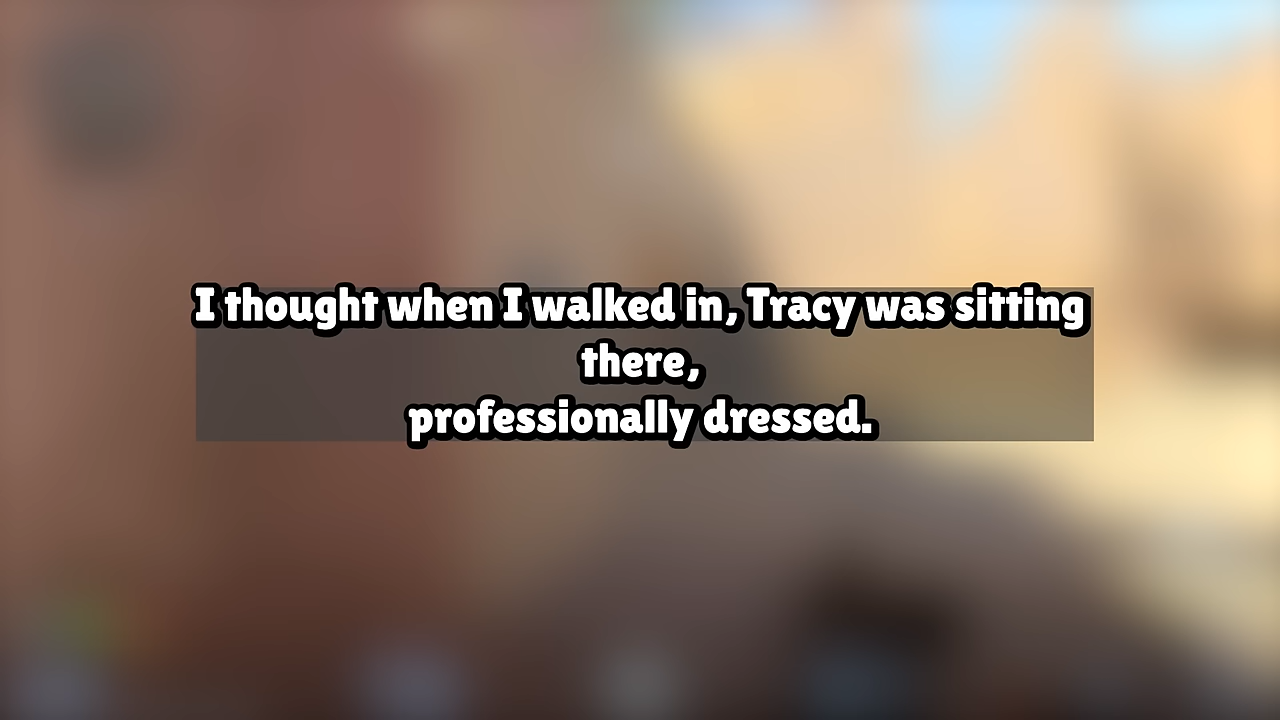 I thought when I walked in, Tracy was sitting
there,
professionally dressed.